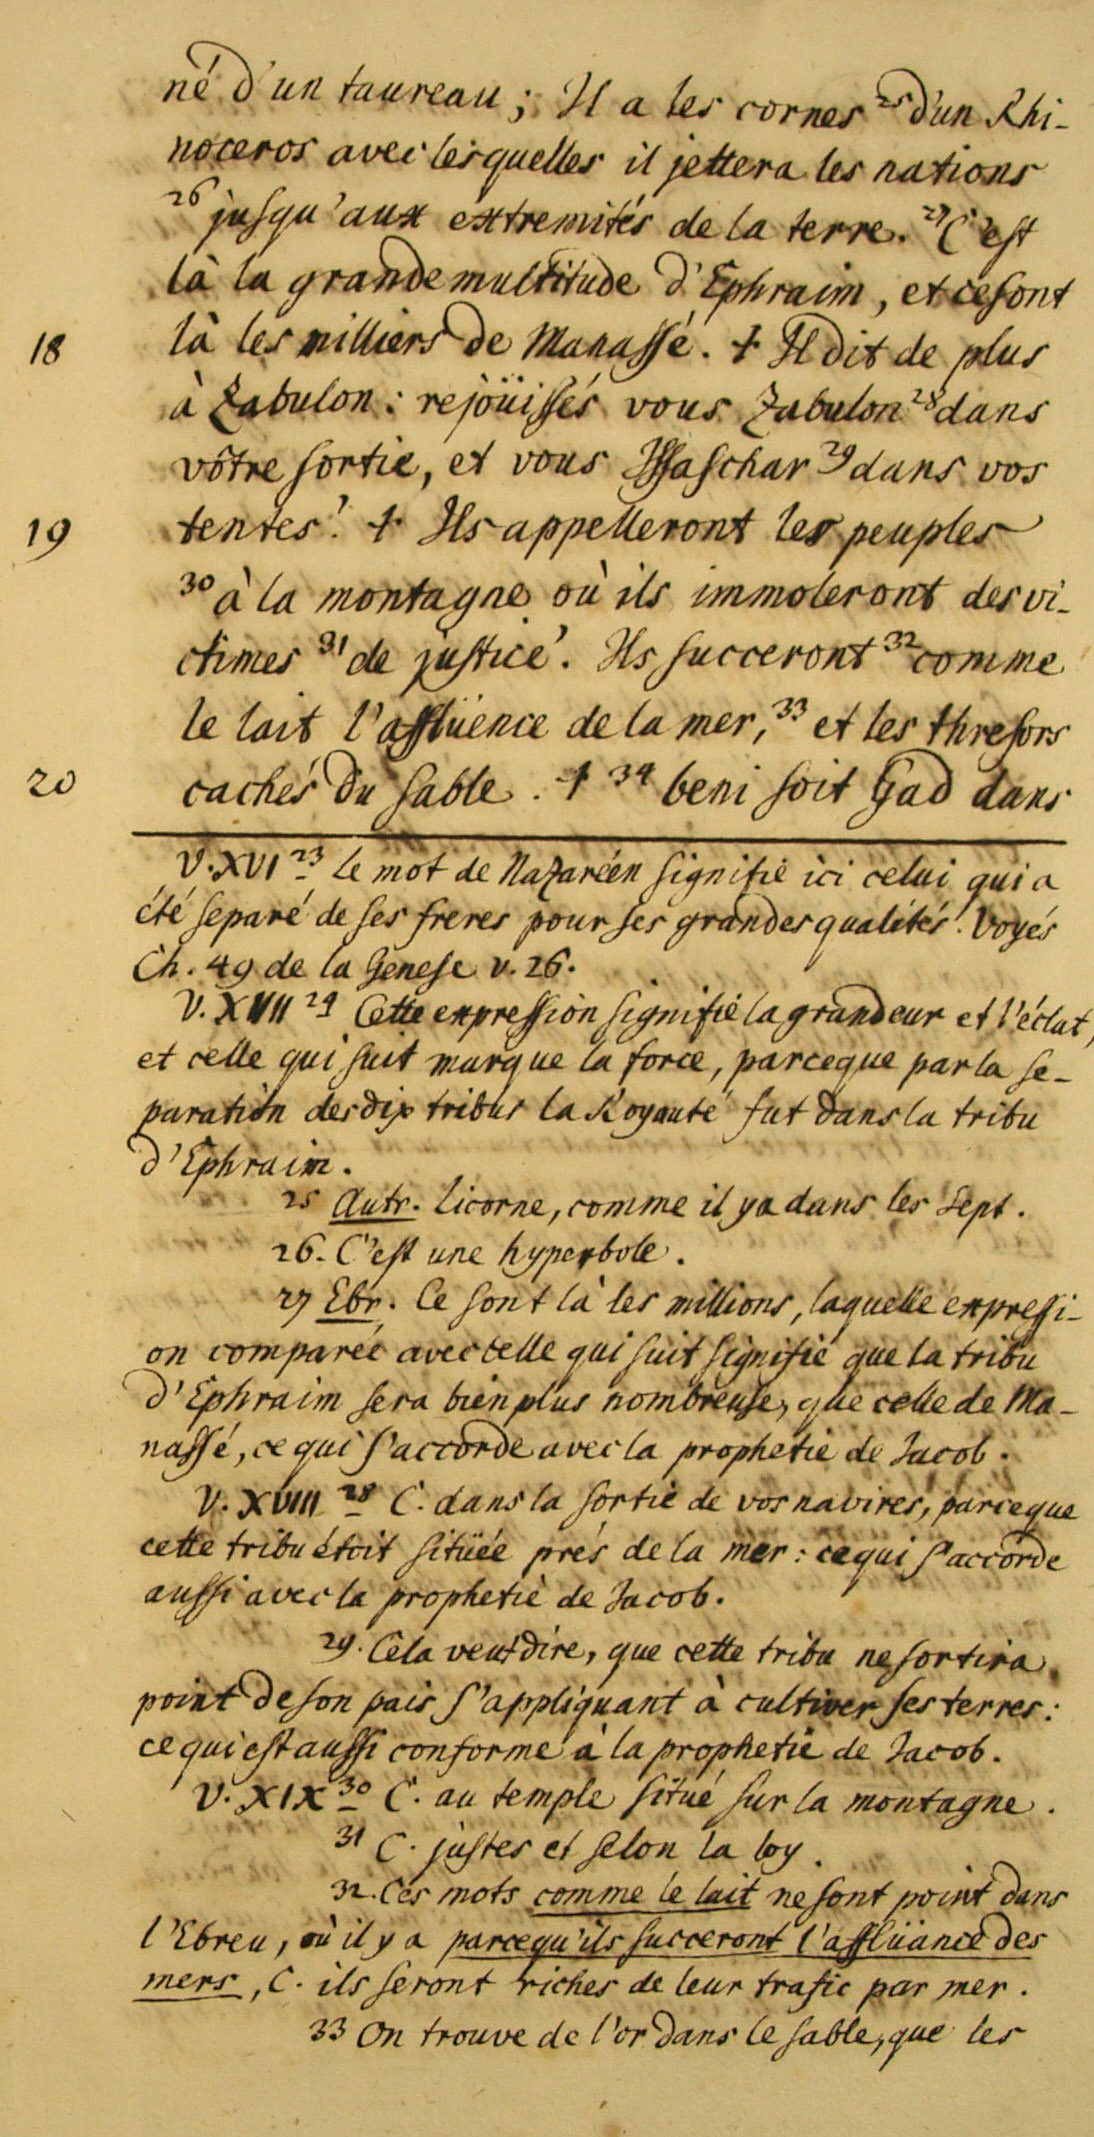 né d'un taureau; Il a les cornes 25 d'un Rhi-
noceros avec lesquelles il jettera les nations
26 jusqu'aux extremités de la terre. 27 C'est
là la grande multitude d'Ephraim, et ce sont
18 là les milliers de Manassé. + Il dit de plus
à Zabulon: rejoüissés vous Zabulon 28 dans
vôtre sortie, et vous Issaschar 29 dans vos
19 tentes. + Ils appelleront les peuples
30 à la montagne où ils immoleront des vi-
ctimes 31 de justice. Ils succeront 32 comme
le lait l'afflüence de la mer, 33 et les thresors
20 cachés du sable. + 34 beni soit Gad dans
V. XVI 23 le mot de Nazaréen signifie ici celui qui a
été separé de ses freres pour ses grandes qualités. Voyés
Ch. 49 de la Genese v. 26.
V. XVII 24 Cette expression signifie la grandeur et l'éclat,
et celle qui suit marque la force, parceque par la se-
paration des dix tribus la Royauté fut dans la tribu
d'Ephraim.
25 Autr. licorne, comme il y a dans les Sept.
26. C'est une hyperbole.
27 Ebr. Ce sont là les millions, laquelle expressi-
on comparée avec celle qui suit signifie que la tribu
d'Ephraim sera bien plus nombreuse, que celle de Ma-
nassé, ce qui s'accorde avec la prophetie de Jacob.
V. XVIII 28 C. dans la sortie de vos navires, parceque
cette tribu étoit sitüée prés de la mer: ce qui s'accorde
aussi avec la prophetie de Jacob.
29. Cela veut dire, que cette tribu ne sortira
point de son pais s'appliquant à cultiver ses terres:
ce qui est aussi conforme à la prophetie de Jacob.
V. XIX 30 C. au temple situé sur la montagne.
31 C. justes et selon la loy.
32. Ces mots comme le lait ne sont point dans
l'Ebreu, où il y a parcequ'ils succeront l'afflüance des
mers, C. ils seront riches de leur trafic par mer.
33 On trouve de l'or dans le sable, que les